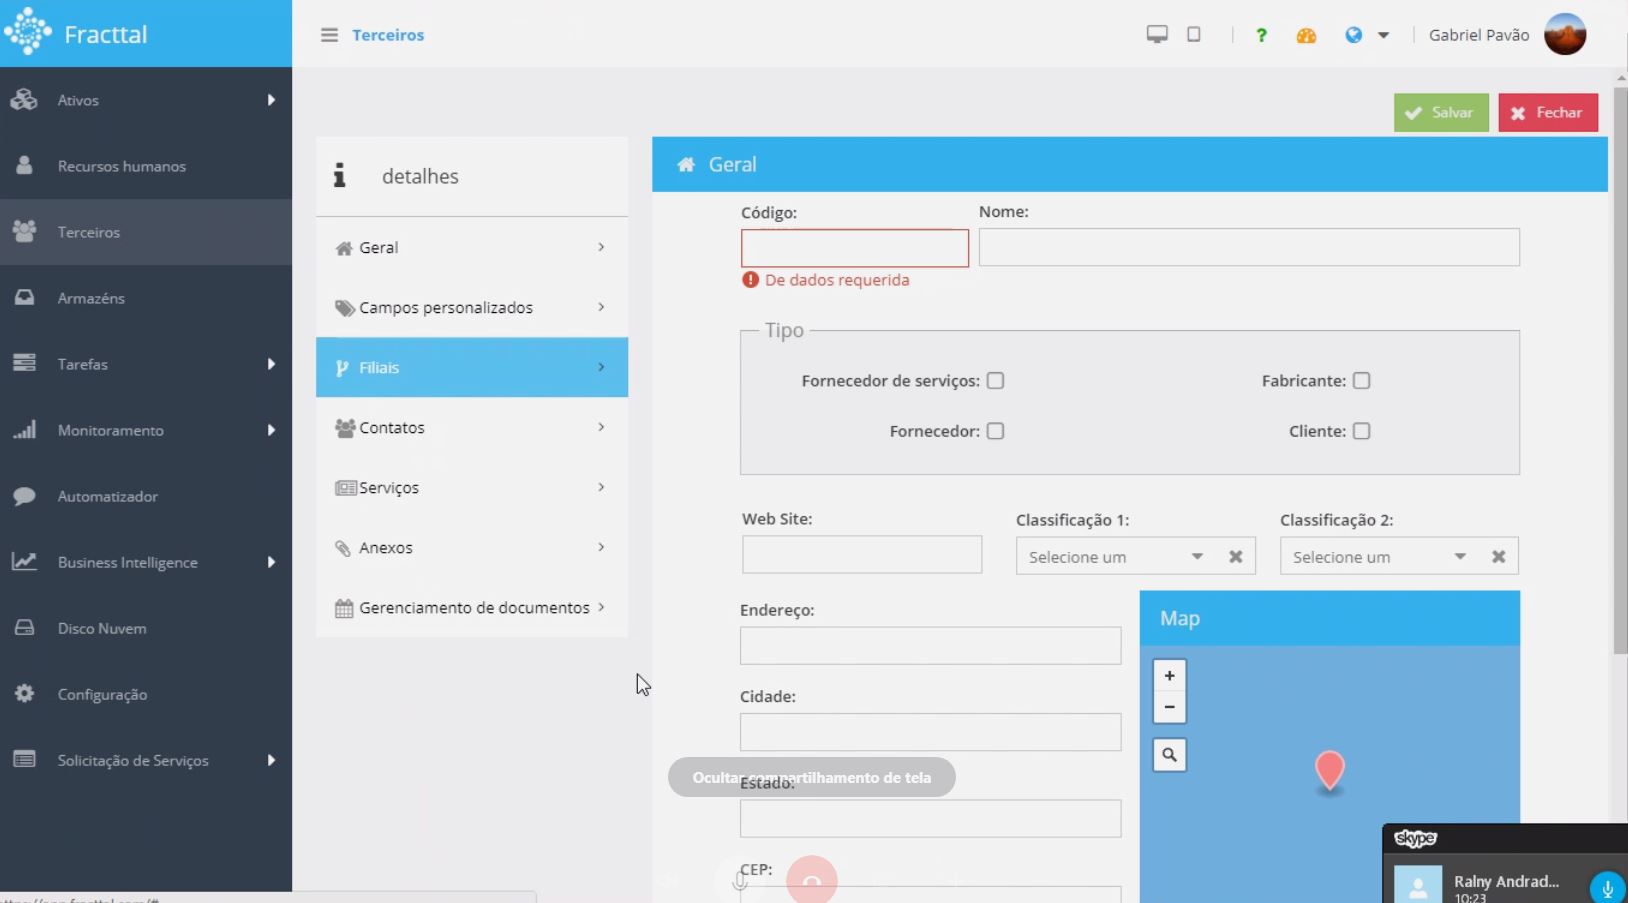 Fracttal
Terceiros
?
Gabriel Pavão
Ativos
Recursos humanos
Terceiros
Armazéns
Tarefas
Monitoramento
Automatizador
Business Intelligence
Disco Nuvem
Configuração
Solicitação de Serviços
detalhes
Geral
Campos personalizados
Filiais
Contatos
Serviços
Anexos
Gerenciamento de documentos
Salvar
Fechar
Geral
Código:
Nome:
De dados requerida
Tipo
Fornecedor de serviços:
Fabricante:
Fornecedor:
Cliente:
Web Site:
Classificação 1:
Classificação 2:
Selecione um
Selecione um
Endereço:
Map
+
−
Cidade:
Ocultar compartilhamento de tela
Estado:
CEP:
skype
Ralny Andrad...
10:23